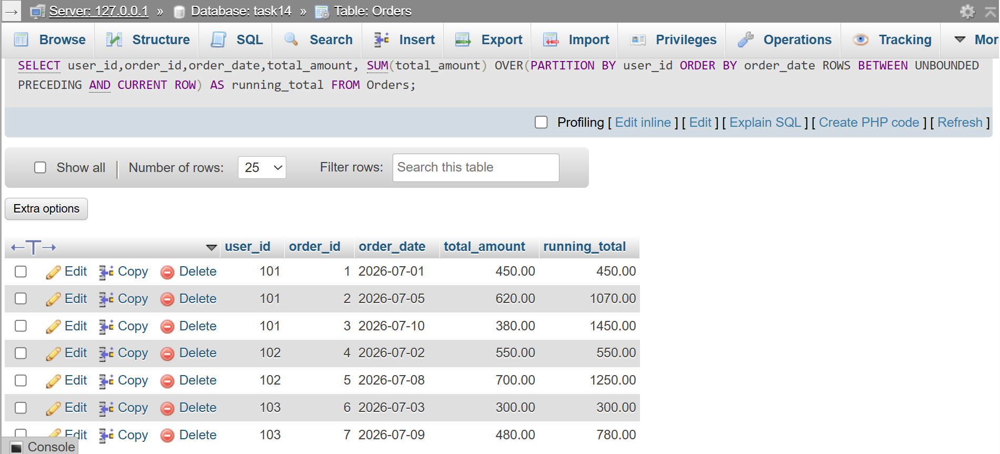 → Server: 127.0.0.1 » Database: task14 » Table: Orders
Browse Structure SQL Search Insert Export Import Privileges Operations Tracking Mor
SELECT user_id,order_id,order_date,total_amount, SUM(total_amount) OVER(PARTITION BY user_id ORDER BY order_date ROWS BETWEEN UNBOUNDED
PRECEDING AND CURRENT ROW) AS running_total FROM Orders;
Profiling [ Edit inline ] [ Edit ] [ Explain SQL ] [ Create PHP code ] [ Refresh ]
Show all | Number of rows: 25 Filter rows: Search this table
Extra options
←T→ user_id order_id order_date total_amount running_total
Edit Copy Delete 101 1 2026-07-01 450.00 450.00
Edit Copy Delete 101 2 2026-07-05 620.00 1070.00
Edit Copy Delete 101 3 2026-07-10 380.00 1450.00
Edit Copy Delete 102 4 2026-07-02 550.00 550.00
Edit Copy Delete 102 5 2026-07-08 700.00 1250.00
Edit Copy Delete 103 6 2026-07-03 300.00 300.00
Edit Copy Delete 103 7 2026-07-09 480.00 780.00
Console